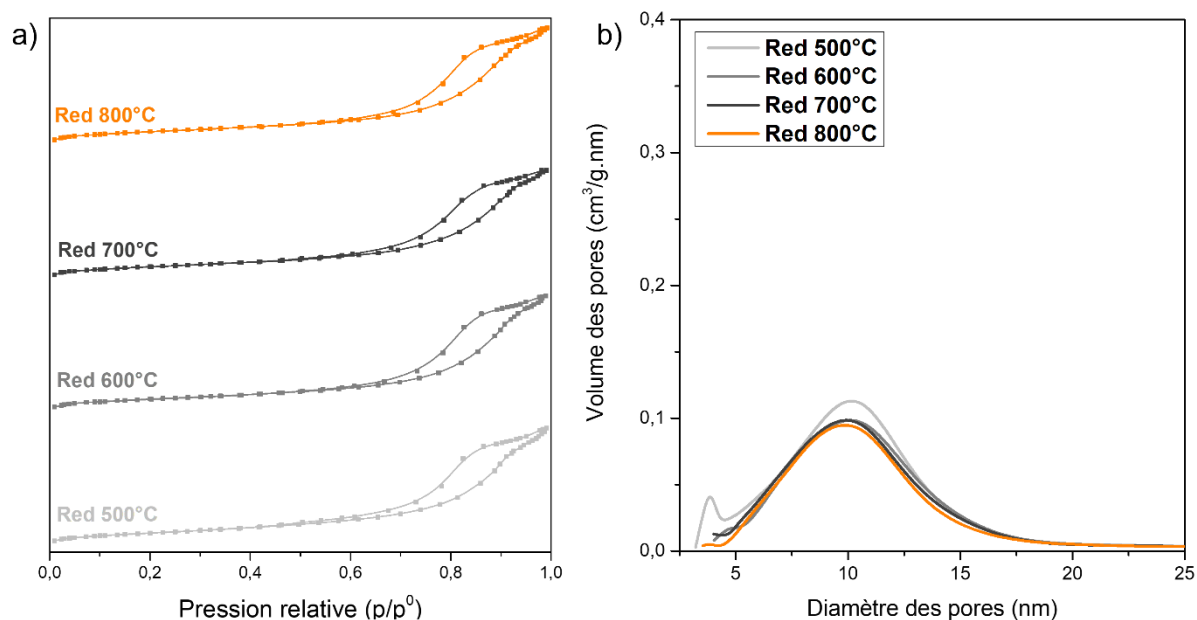 a)
Red 800°C
Red 700°C
Red 600°C
Red 500°C
0,0 0,2 0,4 0,6 0,8 1,0
Pression relative (p/p⁰)
b)
Red 500°C
Red 600°C
Red 700°C
Red 800°C
Volume des pores (cm³/g.nm)
0,4
0,3
0,2
0,1
0,0
5 10 15 20 25
Diamètre des pores (nm)